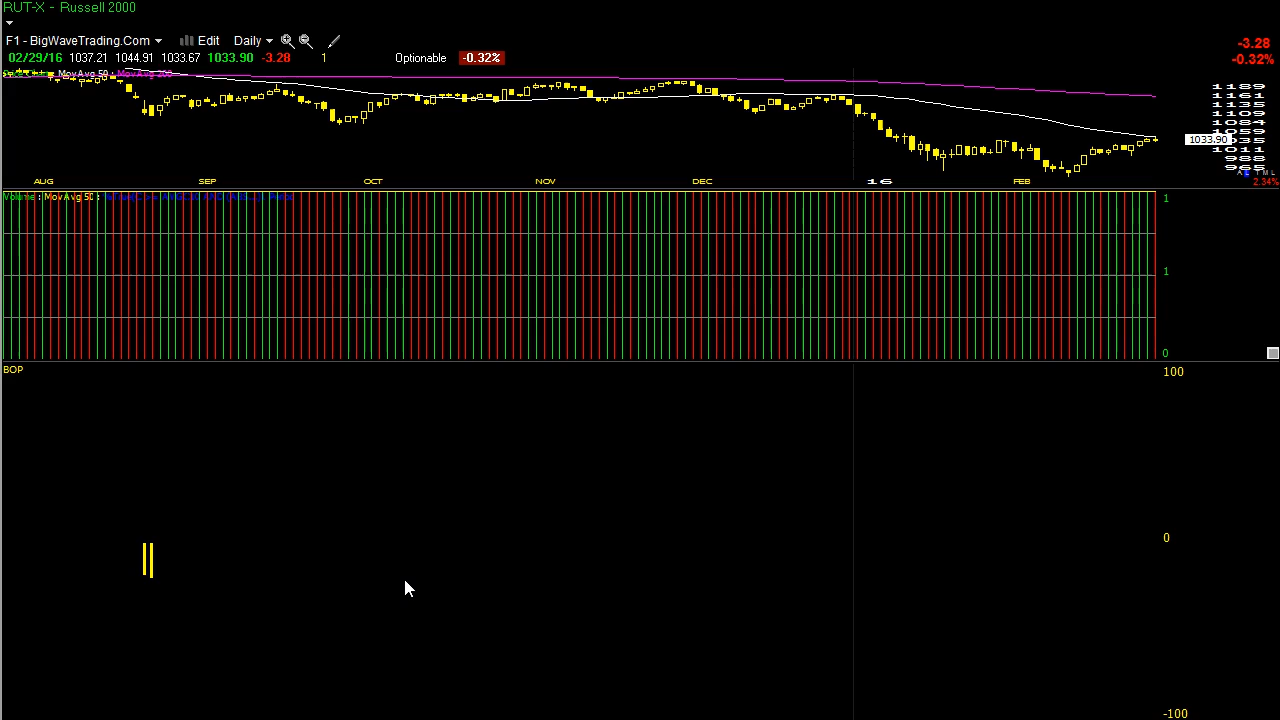 RUT-X - Russell 2000
F1 - BigWaveTrading.Com Edit Daily
02/29/16 1037.21 1044.91 1033.67 1033.90 -3.28 1 Optionable -0.32%
-3.28
-0.32%
MovAvg 50 : MovAvg 200
1189
1161
1135
1109
1084
1059
1033.90
1035
1011
988
965
A L T M L
2.34%
AUG SEP OCT NOV DEC 16 FEB
Volume : MovAvg 50 :
1
1
0
BOP
100
0
-100